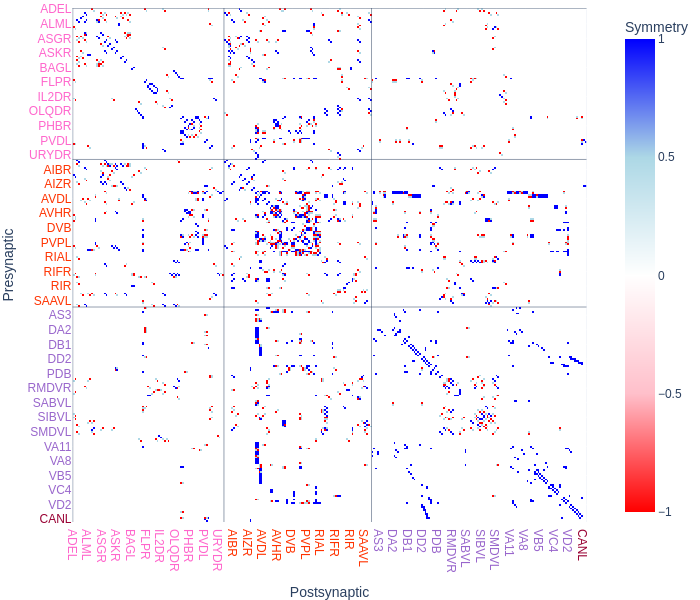 Symmetry
1
0.5
0
−0.5
−1
Presynaptic
ADEL
ALML
ASGR
ASKR
BAGL
FLPR
IL2DR
OLQDR
PHBR
PVDL
URYDR
AIBR
AIZR
AVDL
AVHR
DVB
PVPL
RIAL
RIFR
RIR
SAAVL
AS3
DA2
DB1
DD2
PDB
RMDVR
SABVL
SIBVL
SMDVL
VA11
VA8
VB5
VC4
VD2
CANL
ADEL
ALML
ASGR
ASKR
BAGL
FLPR
IL2DR
OLQDR
PHBR
PVDL
URYDR
AIBR
AIZR
AVDL
AVHR
DVB
PVPL
RIAL
RIFR
RIR
SAAVL
AS3
DA2
DB1
DD2
PDB
RMDVR
SABVL
SIBVL
SMDVL
VA11
VA8
VB5
VC4
VD2
CANL
Postsynaptic